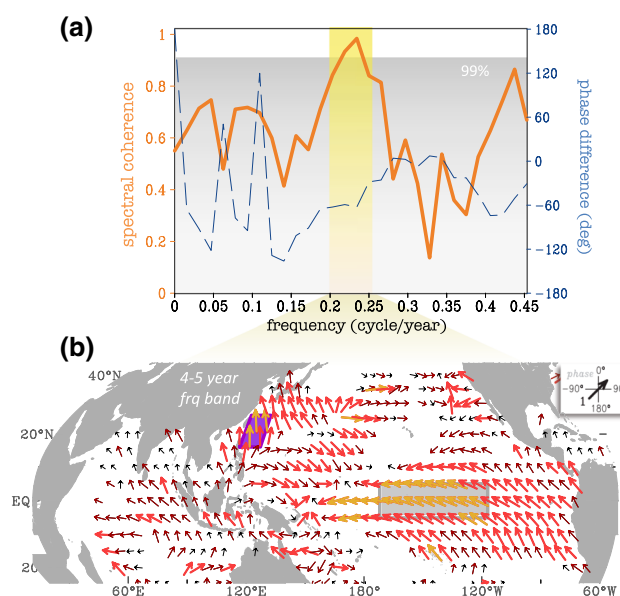 (a)
1
0.8
0.6
0.4
0.2
0
spectral coherence
99%
180
120
60
0
−60
−120
−180
phase difference (deg)
0 0.05 0.1 0.15 0.2 0.25 0.3 0.35 0.4 0.45
frequency (cycle/year)
(b)
4-5 year
frq band
40°N
20°N
EQ
20
60°E 120°E 180° 120°W 60°W
phase
0°
−90° 90
1
180°